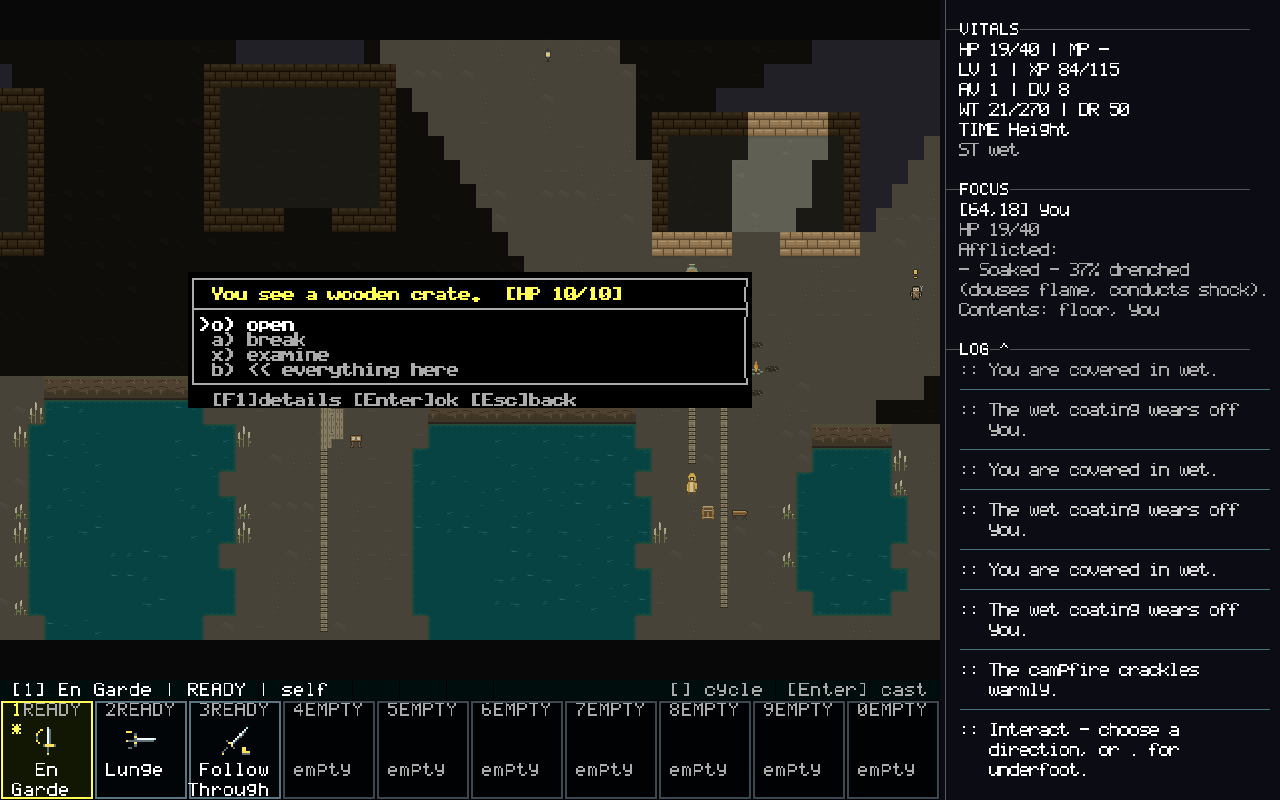 You see a wooden crate. [HP 10/10]
>o) open
a) break
x) examine
b) << everything here
[F1]details [Enter]ok [Esc]back
VITALS
HP 19/40 | MP -
LV 1 | XP 84/115
AV 1 | DV 8
WT 21/270 | DR 50
TIME Height
ST wet
FOCUS
[64,18] You
HP 19/40
Afflicted:
- Soaked - 37% drenched
(douses flame, conducts shock).
Contents: floor, you
LOG ^
:: You are covered in wet.
:: The wet coating wears off
you.
:: You are covered in wet.
:: The wet coating wears off
you.
:: You are covered in wet.
:: The wet coating wears off
you.
:: The campfire crackles
warmly.
:: Interact - choose a
direction, or . for
underfoot.
[1] En Garde | READY | self
[] cycle [Enter] cast
1READY 2READY 3READY 4EMPTY 5EMPTY 6EMPTY 7EMPTY 8EMPTY 9EMPTY 0EMPTY
*
En Garde
Lunge
Follow Through
empty empty empty empty empty empty empty